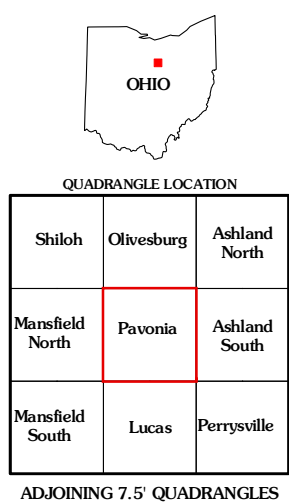 OHIO
QUADRANGLE LOCATION
Shiloh
Olivesburg
Ashland
North
Mansfield
North
Pavonia
Ashland
South
Mansfield
South
Lucas
Perrysville
ADJOINING 7.5' QUADRANGLES